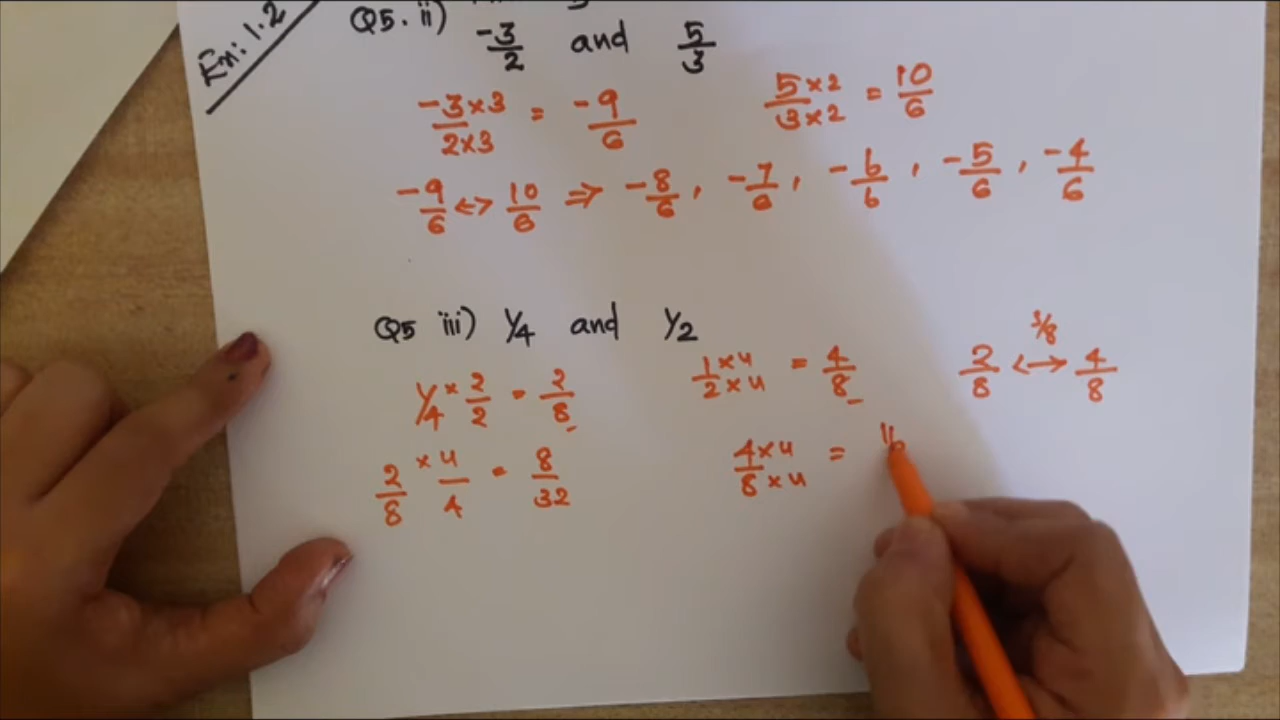 Ex: 1.2
Q5. ii) -3/2 and 5/3
-3×3/2×3 = -9/6 5×2/3×2 = 10/6
-9/6 ↔ 10/6 ⇒ -8/6, -7/6, -6/6, -5/6, -4/6
Q5 iii) 1/4 and 1/2
1/4 × 2/2 = 2/8 1×4/2×4 = 4/8 2/8 ↔ 4/8 3/8
2/8 × 4/4 = 8/32 4×4/8×4 = 16